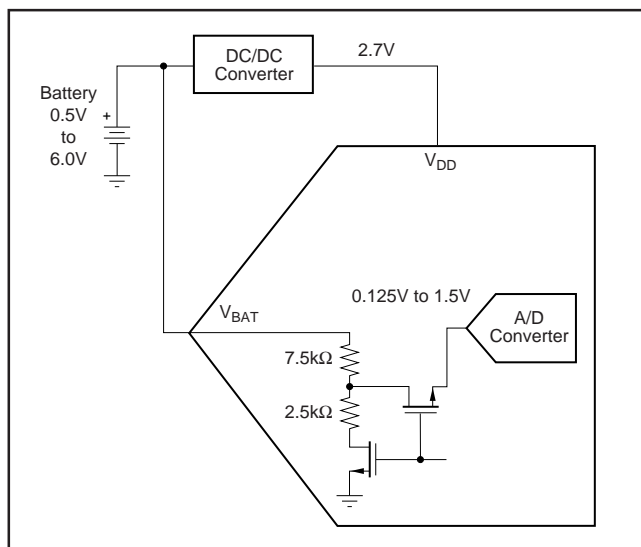 DC/DC
Converter
2.7V
Battery
0.5V
to
6.0V
+
V_DD
0.125V to 1.5V
V_BAT
A/D
Converter
7.5kΩ
2.5kΩ